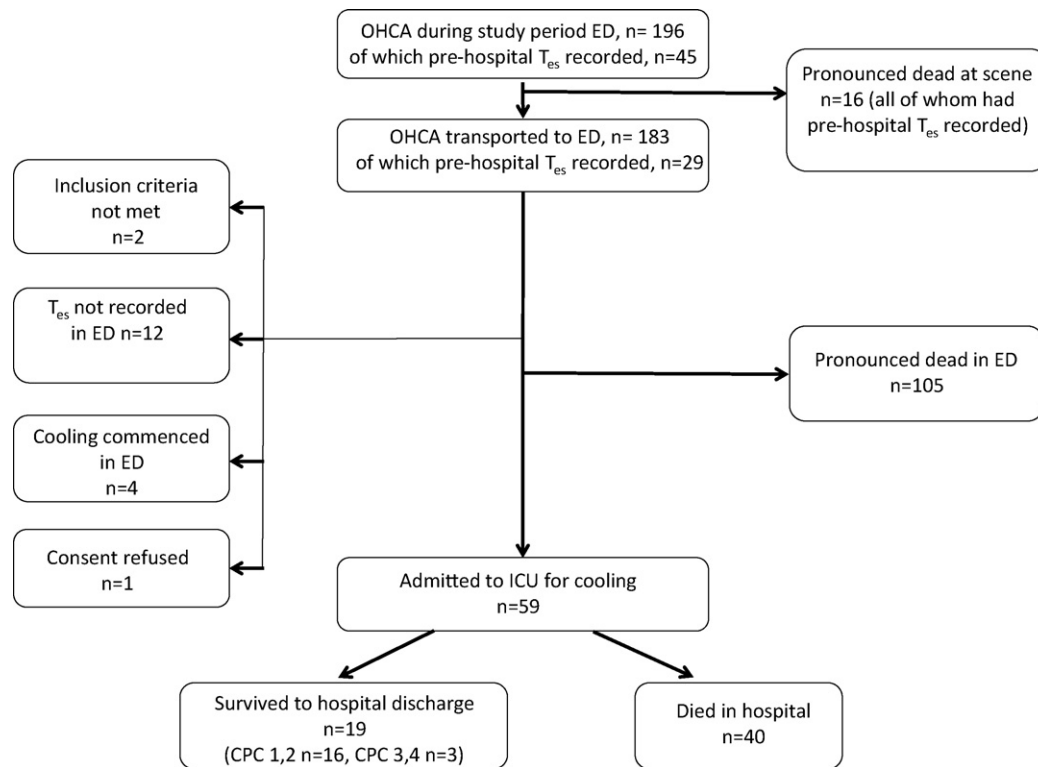 OHCA during study period ED, n= 196
of which pre-hospital Tes recorded, n=45
Pronounced dead at scene
n=16 (all of whom had
pre-hospital Tes recorded)
OHCA transported to ED, n= 183
of which pre-hospital Tes recorded, n=29
Inclusion criteria
not met
n=2
Tes not recorded
in ED n=12
Pronounced dead in ED
n=105
Cooling commenced
in ED
n=4
Consent refused
n=1
Admitted to ICU for cooling
n=59
Survived to hospital discharge
n=19
(CPC 1,2 n=16, CPC 3,4 n=3)
Died in hospital
n=40